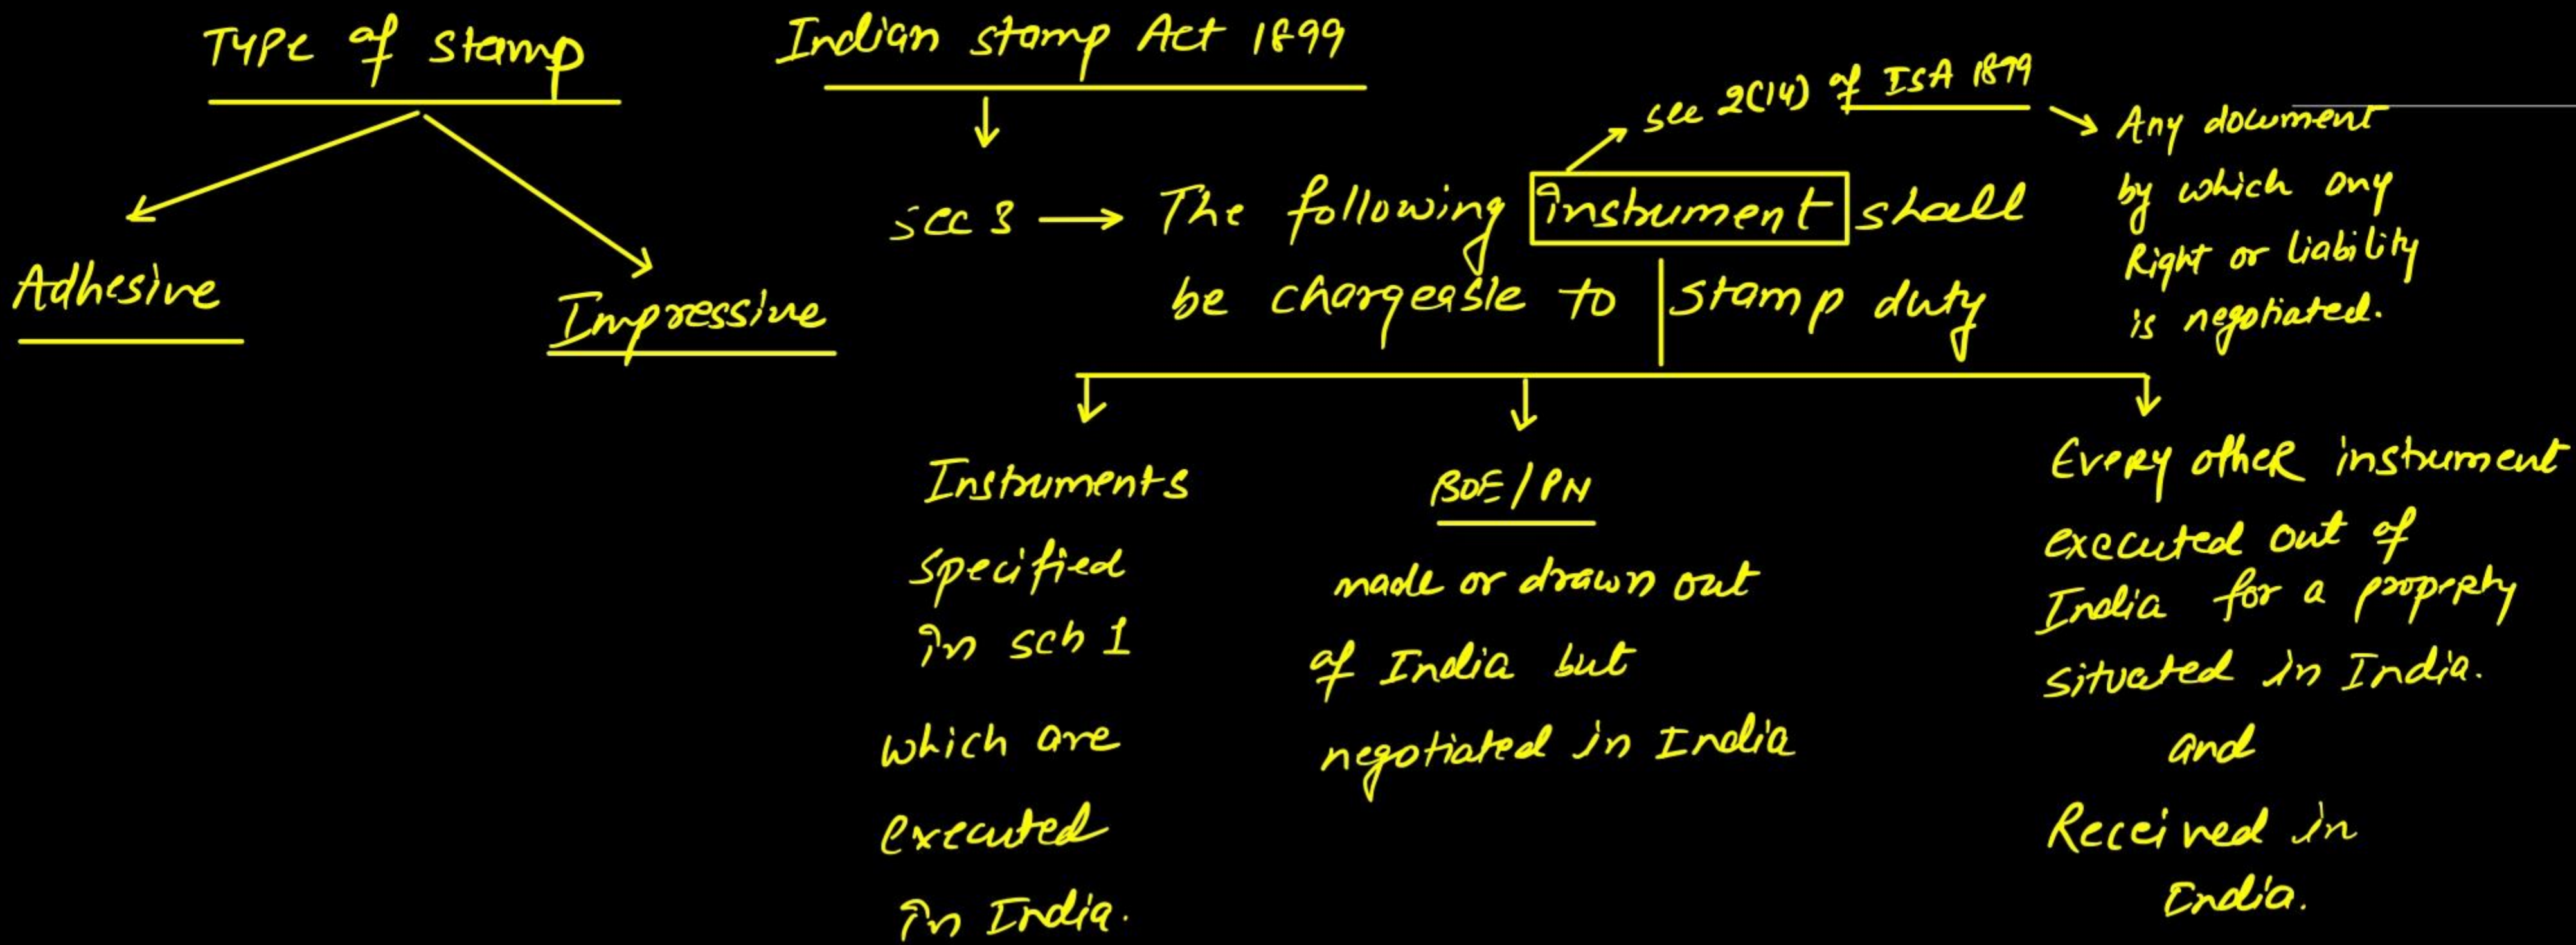 Type of stamp
Adhesive
Impressive
Indian stamp Act 1899
sec 3 → The following instrument shall
be chargeable to stamp duty
sec 2(14) of ISA 1899
Any document
by which any
Right or liability
is negotiated.
Instruments
specified
in sch 1
which are
executed
in India.
BOE/PN
made or drawn out
of India but
negotiated in India
Every other instrument
executed out of
India for a property
situated in India.
and
Received in
India.